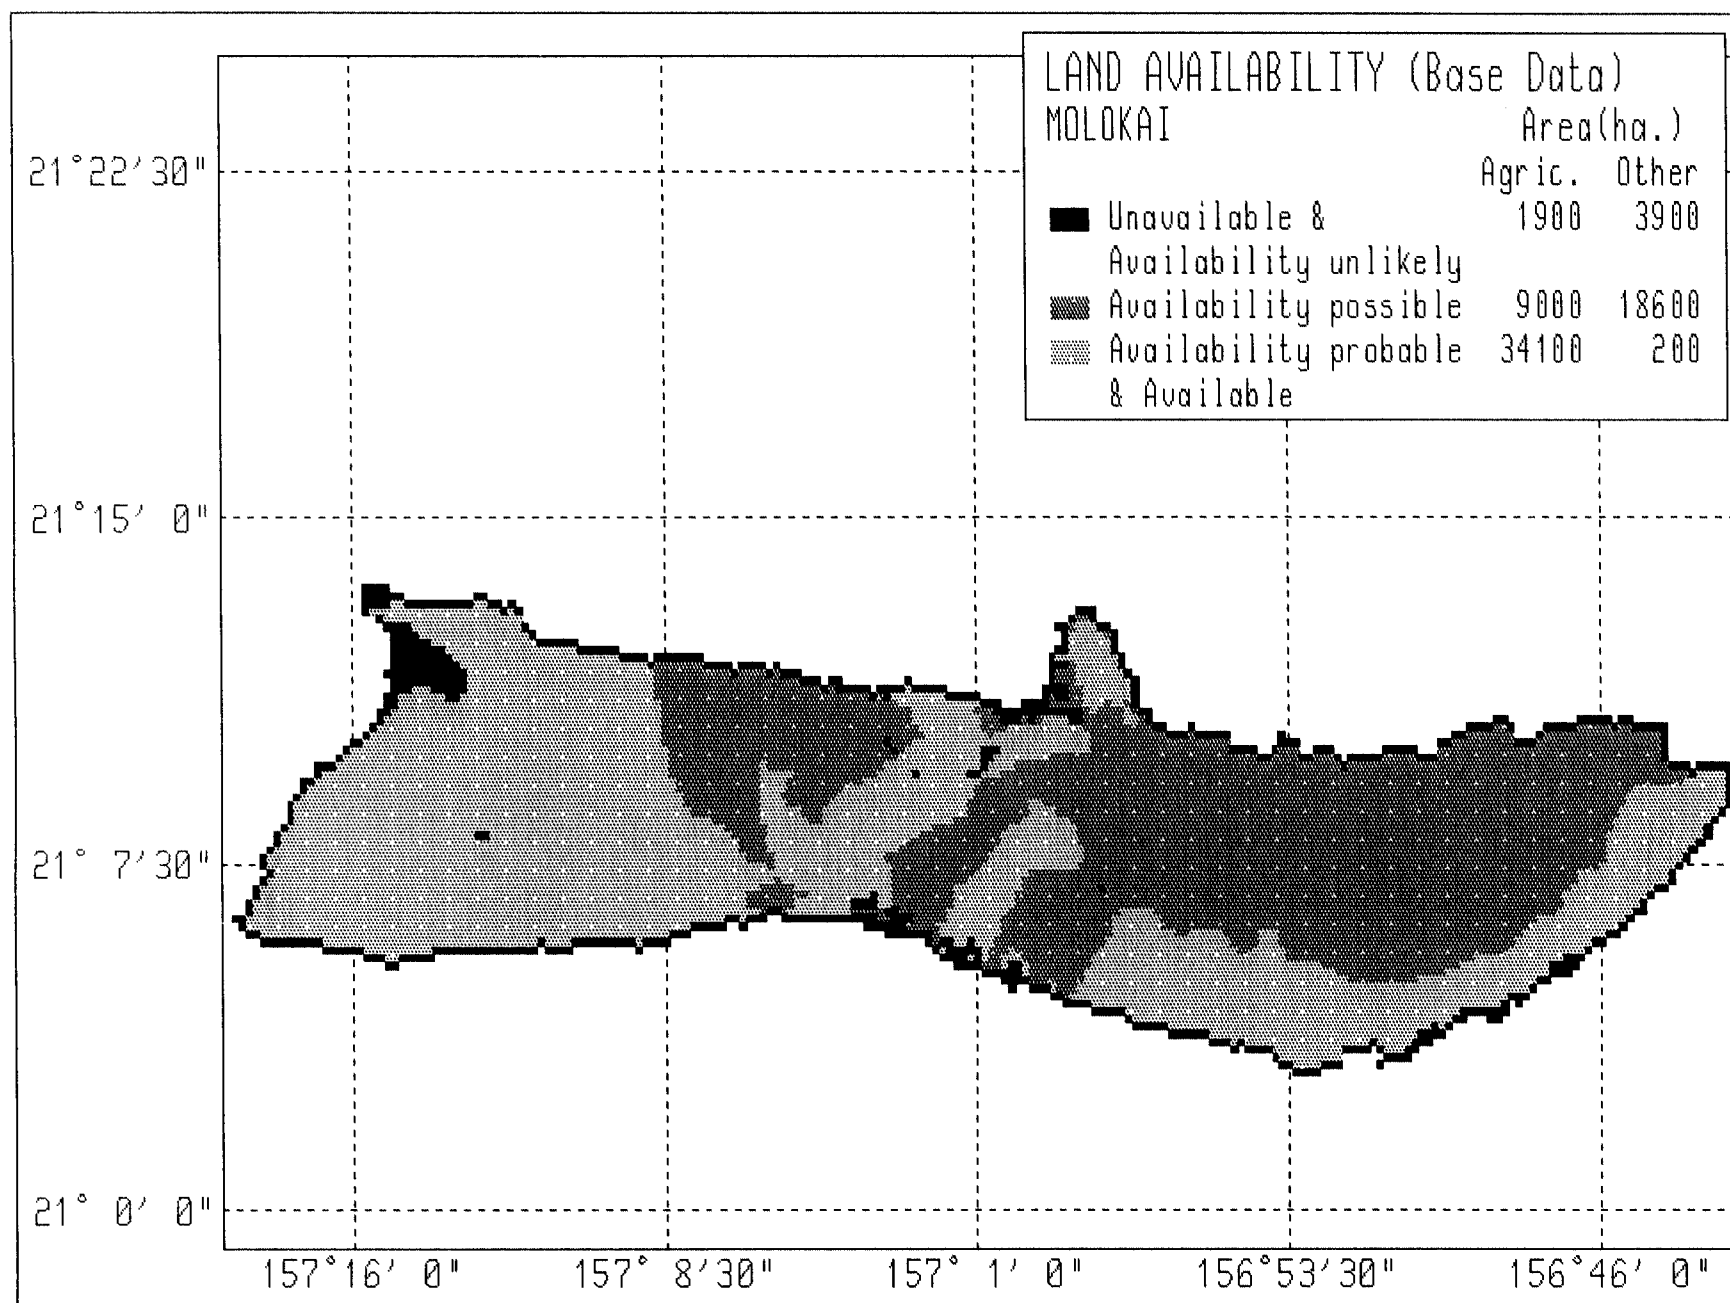 LAND AVAILABILITY (Base Data)
MOLOKAI Area(ha.)
Agric. Other
Unavailable & 1900 3900
Availability unlikely
Availability possible 9000 18600
Availability probable 34100 200
& Available
21°22'30"
21°15' 0"
21° 7'30"
21° 0' 0"
157°16' 0" 157° 8'30" 157° 1' 0" 156°53'30" 156°46' 0"